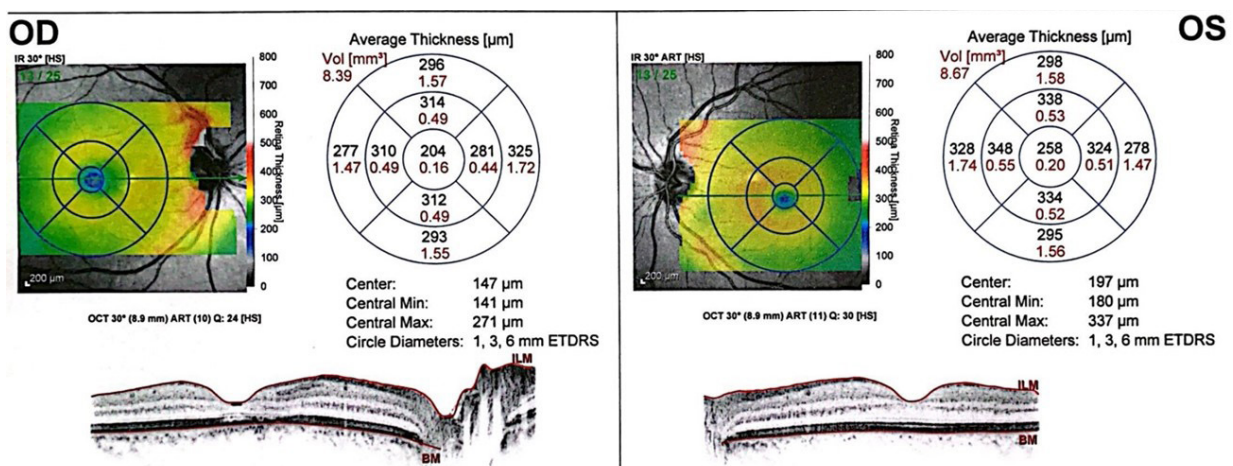 OD
IR 30° [HS]
13 / 25
800
700
600
500
400
300
200
100
0
Retina Thickness [µm]
200 µm
OCT 30° (8.9 mm) ART (10) Q: 24 [HS]
Average Thickness [µm]
Vol [mm³]
8.39
296
1.57
314
0.49
277 310 204 281 325
1.47 0.49 0.16 0.44 1.72
312
0.49
293
1.55
Center: 147 µm
Central Min: 141 µm
Central Max: 271 µm
Circle Diameters: 1, 3, 6 mm ETDRS
ILM
BM
OS
IR 30° ART [HS]
13 / 25
800
700
600
500
400
300
200
100
0
Retina Thickness [µm]
200 µm
OCT 30° (8.9 mm) ART (11) Q: 30 [HS]
Average Thickness [µm]
Vol [mm³]
8.67
298
1.58
338
0.53
328 348 258 324 278
1.74 0.55 0.20 0.51 1.47
334
0.52
295
1.56
Center: 197 µm
Central Min: 180 µm
Central Max: 337 µm
Circle Diameters: 1, 3, 6 mm ETDRS
ILM
BM